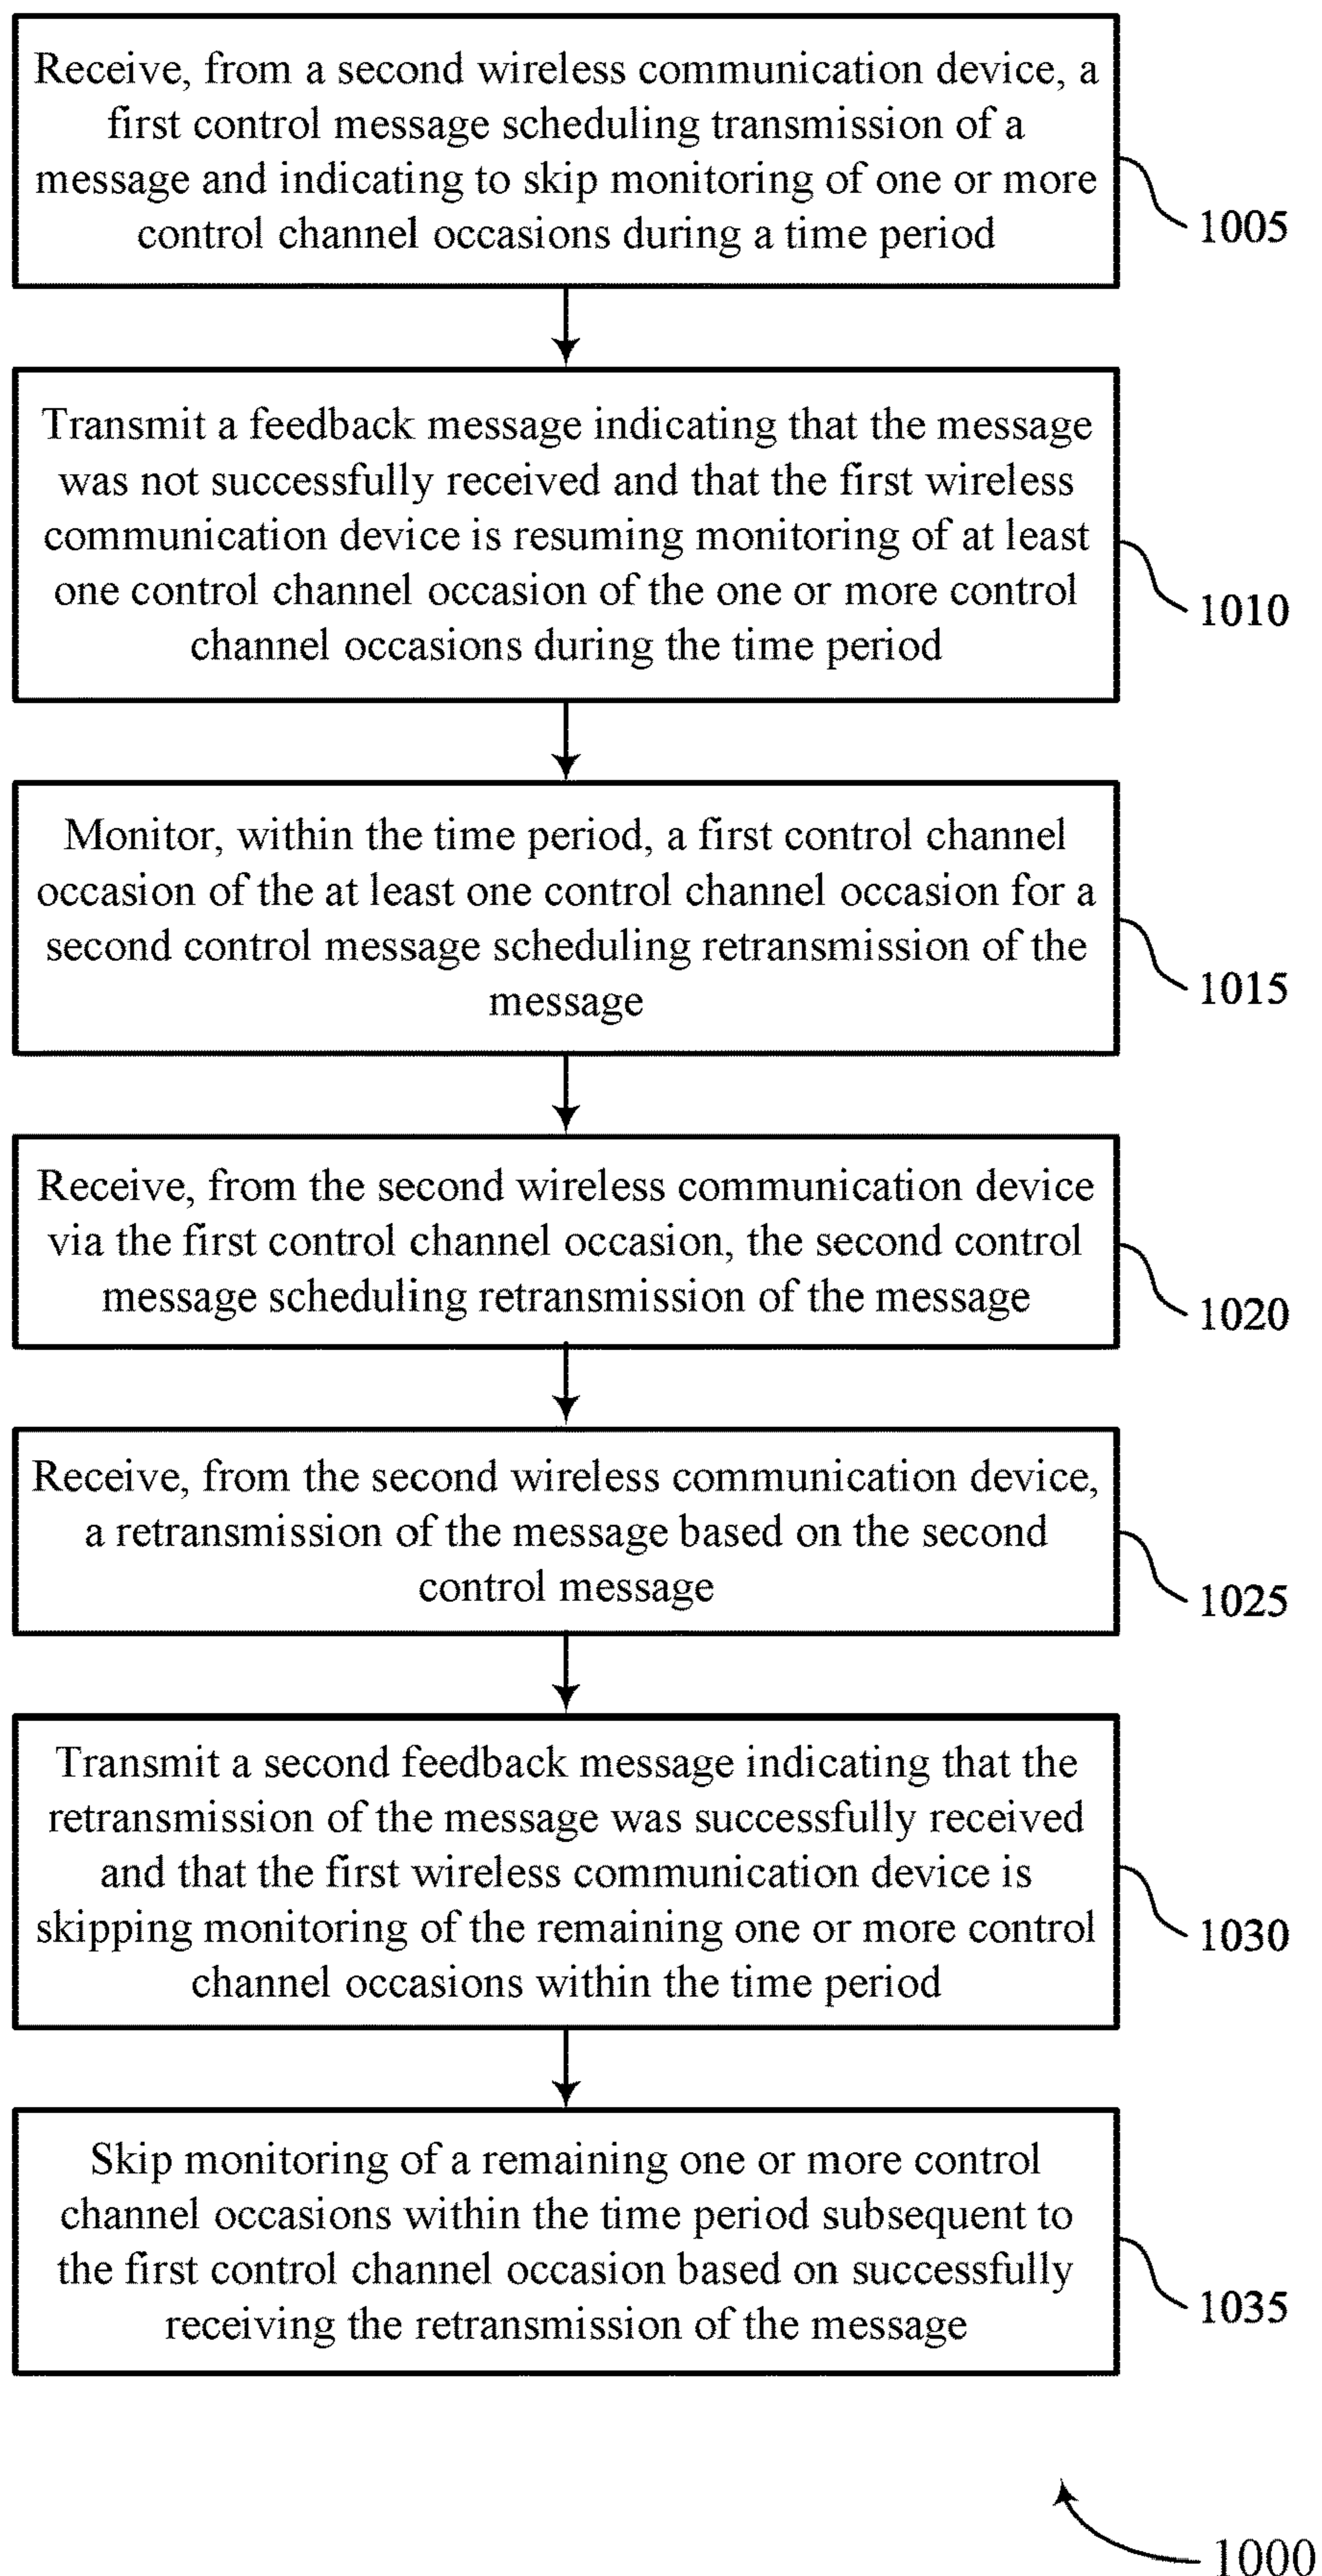 Receive, from a second wireless communication device, a
first control message scheduling transmission of a
message and indicating to skip monitoring of one or more
control channel occasions during a time period
1005
Transmit a feedback message indicating that the message
was not successfully received and that the first wireless
communication device is resuming monitoring of at least
one control channel occasion of the one or more control
channel occasions during the time period
1010
Monitor, within the time period, a first control channel
occasion of the at least one control channel occasion for a
second control message scheduling retransmission of the
message
1015
Receive, from the second wireless communication device
via the first control channel occasion, the second control
message scheduling retransmission of the message
1020
Receive, from the second wireless communication device,
a retransmission of the message based on the second
control message
1025
Transmit a second feedback message indicating that the
retransmission of the message was successfully received
and that the first wireless communication device is
skipping monitoring of the remaining one or more control
channel occasions within the time period
1030
Skip monitoring of a remaining one or more control
channel occasions within the time period subsequent to
the first control channel occasion based on successfully
receiving the retransmission of the message
1035
1000